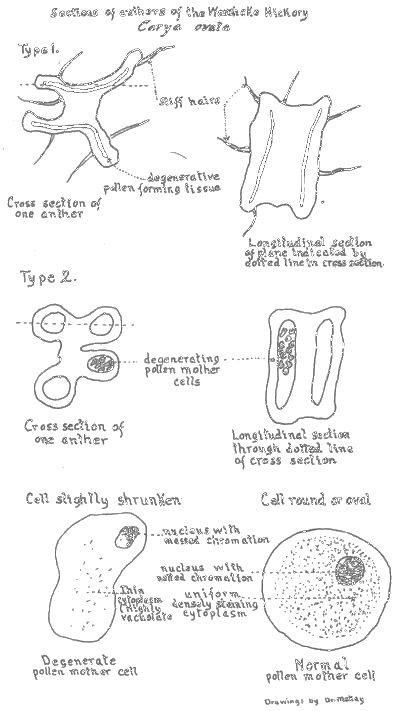 Sections of anthers of the Weschcke Hickory
Carya ovata
Type 1.
stiff hairs
degenerative
pollen forming tissue
Cross section of
one anther
Longitudinal section
of plane indicated by
dotted line in cross section.
Type 2.
degenerating
pollen mother
cells
Cross section of
one anther
Longitudinal section
through dotted line
of cross section
Cell slightly shrunken
Cell round or oval
nucleus with
massed chromation
nucleus with
netted chromation
Thin
cytoplasm
(highly
vacuolate
uniform
densely staining
cytoplasm
Degenerate
pollen mother cell
Normal
pollen mother cell
Drawings by Dr. McKay